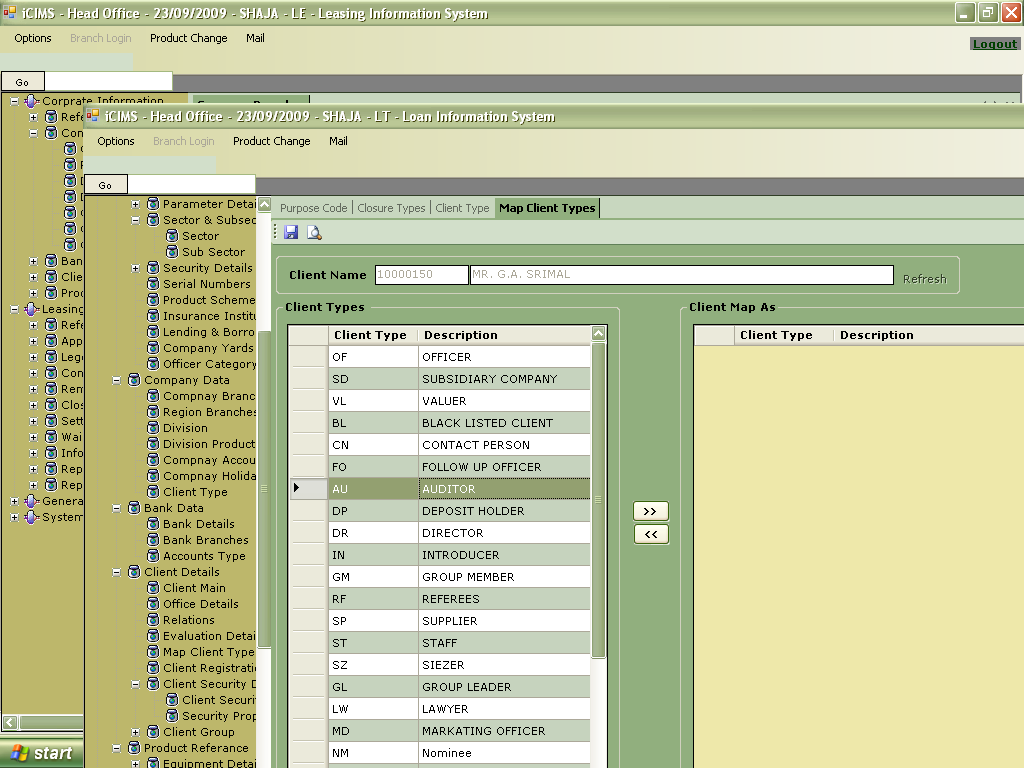 iCIMS - Head Office - 23/09/2009 - SHAJA - LE - Leasing Information System
Options Branch Login Product Change Mail
Logout
Go
Corprate Information
iCIMS - Head Office - 23/09/2009 - SHAJA - LT - Loan Information System
Options Branch Login Product Change Mail
Go
Refe
Con
Ban
Clie
Proc
Leasing
Refe
App
Lega
Con
Rem
Clos
Sett
Wai
Info
Rep
Rep
Genera
System
Parameter Detai
Sector & Subsec
Sector
Sub Sector
Security Details
Serial Numbers
Product Scheme
Insurance Institu
Lending & Borro
Company Yards
Officer Category
Company Data
Compnay Branc
Region Branches
Division
Division Product
Compnay Accou
Compnay Holida
Client Type
Bank Data
Bank Details
Bank Branches
Accounts Type
Client Details
Client Main
Office Details
Relations
Evaluation Detai
Map Client Type
Client Registrati
Client Security D
Client Securi
Security Prop
Client Group
Product Referance
Equipment Detai
Purpose Code Closure Types Client Type Map Client Types
Client Name 10000150 MR. G.A. SRIMAL Refresh
Client Types
Client Type Description
OF OFFICER
SD SUBSIDIARY COMPANY
VL VALUER
BL BLACK LISTED CLIENT
CN CONTACT PERSON
FO FOLLOW UP OFFICER
AU AUDITOR
DP DEPOSIT HOLDER
DR DIRECTOR
IN INTRODUCER
GM GROUP MEMBER
RF REFEREES
SP SUPPLIER
ST STAFF
SZ SIEZER
GL GROUP LEADER
LW LAWYER
MD MARKATING OFFICER
NM Nominee
>>
<<
Client Map As
Client Type Description
start